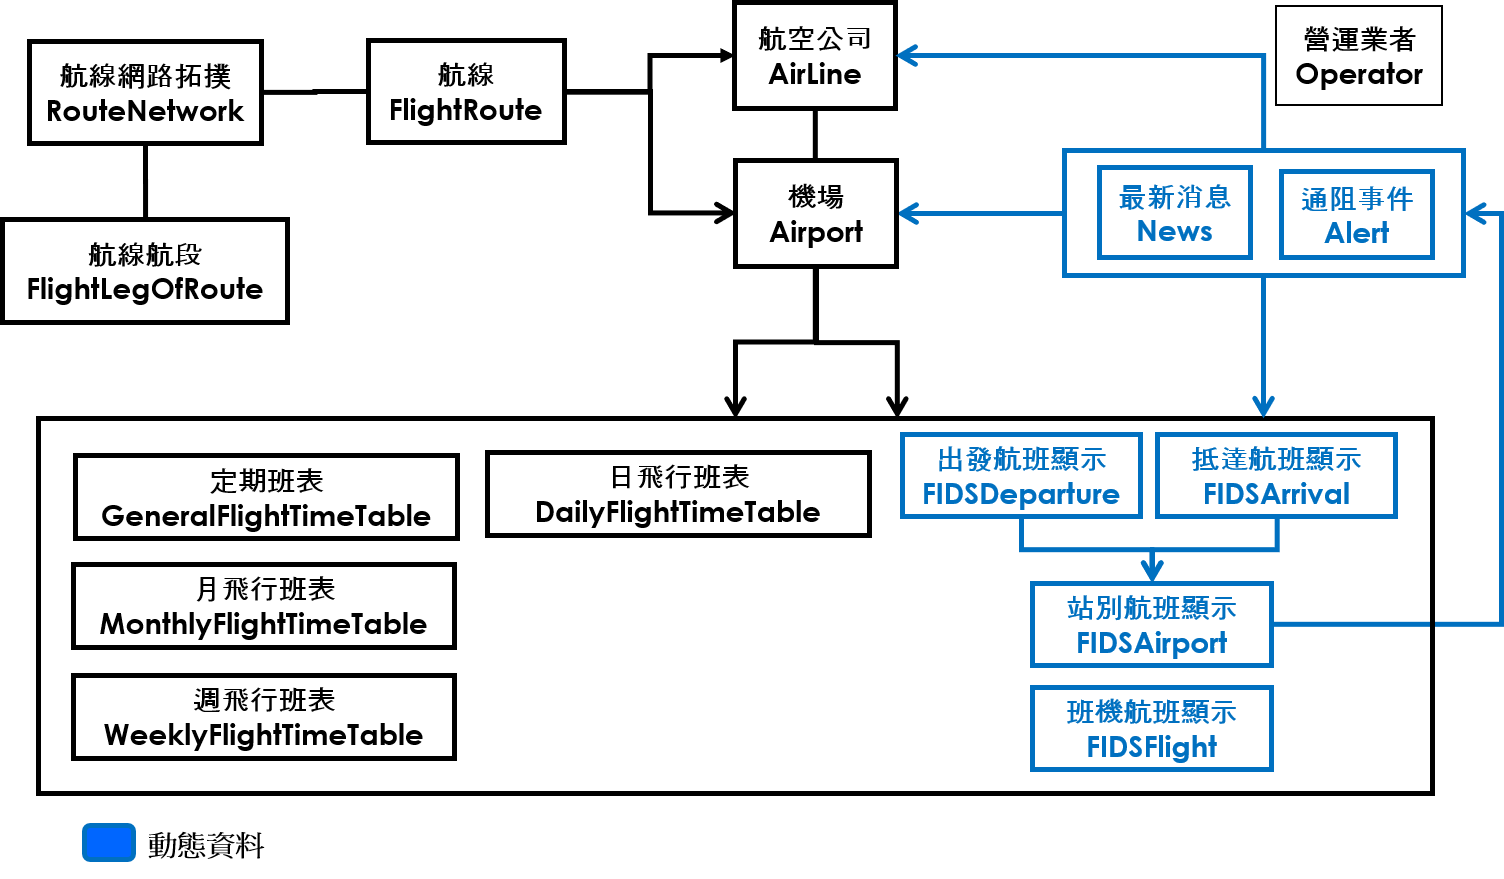 航線網路拓撲
RouteNetwork
航線
FlightRoute
航空公司
AirLine
營運業者
Operator
航線航段
FlightLegOfRoute
機場
Airport
最新消息
News
通阻事件
Alert
定期班表
GeneralFlightTimeTable
日飛行班表
DailyFlightTimeTable
出發航班顯示
FIDSDeparture
抵達航班顯示
FIDSArrival
月飛行班表
MonthlyFlightTimeTable
站別航班顯示
FIDSAirport
週飛行班表
WeeklyFlightTimeTable
班機航班顯示
FIDSFlight
動態資料